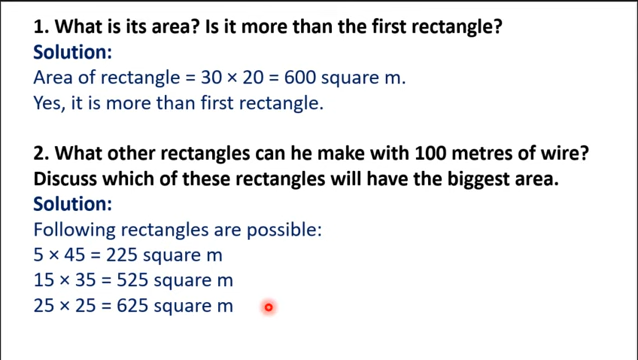 1. What is its area? Is it more than the first rectangle?
Solution:
Area of rectangle = 30 × 20 = 600 square m.
Yes, it is more than first rectangle.
2. What other rectangles can he make with 100 metres of wire?
Discuss which of these rectangles will have the biggest area.
Solution:
Following rectangles are possible:
5 × 45 = 225 square m
15 × 35 = 525 square m
25 × 25 = 625 square m